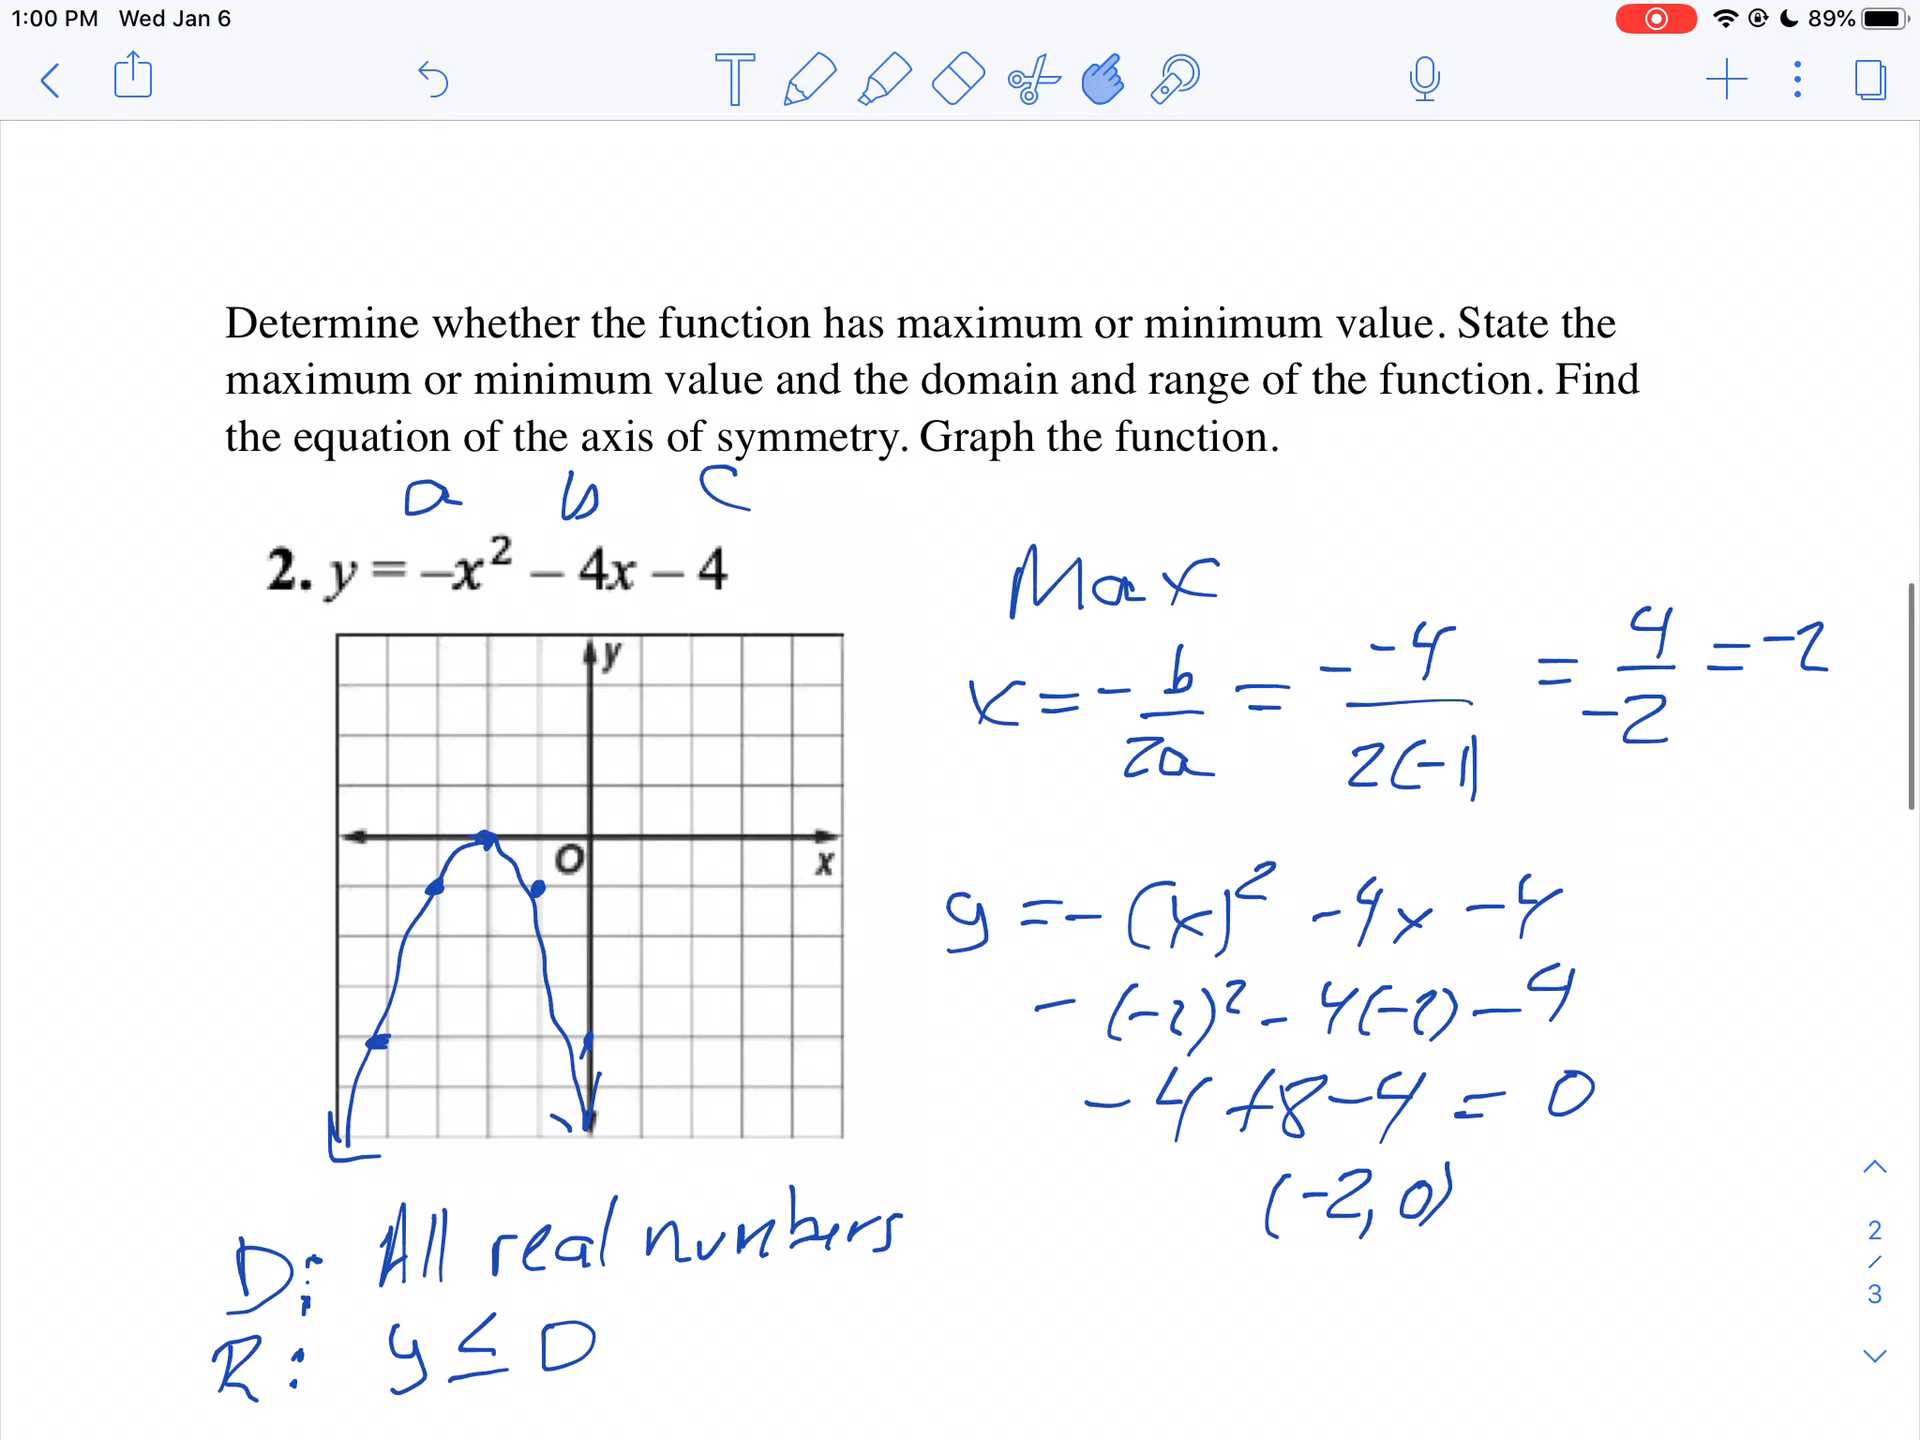 1:00 PM Wed Jan 6
89%
Determine whether the function has maximum or minimum value. State the
maximum or minimum value and the domain and range of the function. Find
the equation of the axis of symmetry. Graph the function.
a b c
2. y = –x² – 4x – 4
Max
x = - b/2a = - -4/2(-1) = 4/-2 = -2
y
O
x
y = - (x)² - 4x - 4
- (-2)² - 4(-2) - 4
- 4 + 8 - 4 = 0
(-2, 0)
D: All real numbers
R: y ≤ 0
2
/
3